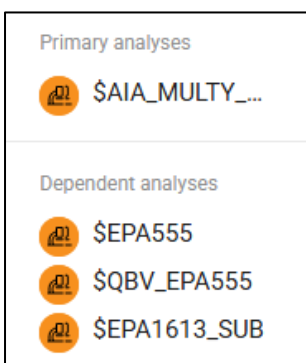 Primary analyses
$AIA_MULTY_...
Dependent analyses
$EPA555
$QBV_EPA555
$EPA1613_SUB